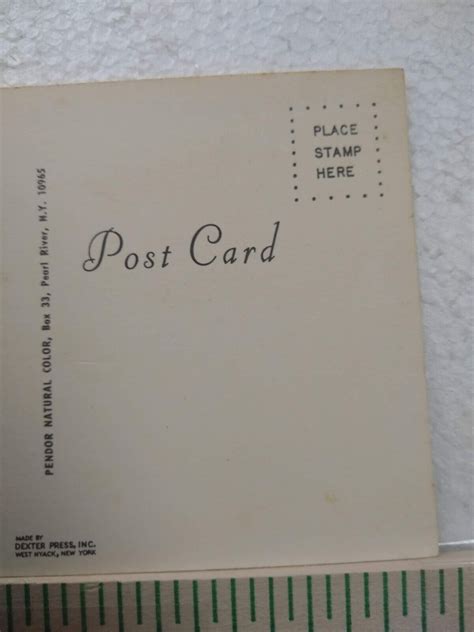 PLACE
STAMP
HERE
Post Card
PENDOR NATURAL COLOR, Box 33, Pearl River, N.Y. 10965
MADE BY
DEXTER PRESS, INC.
WEST NYACK, NEW YORK